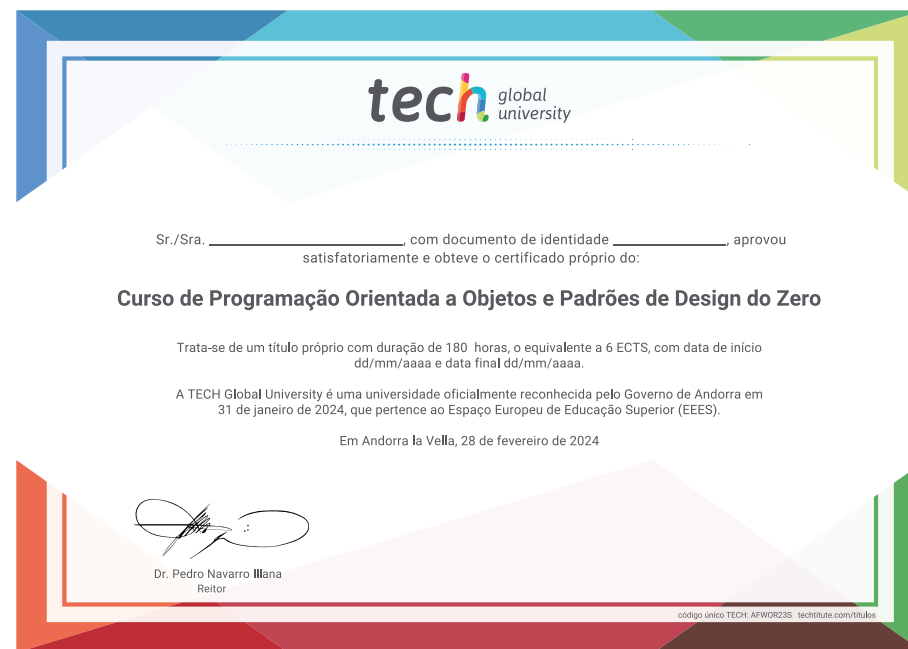 tech global university
Sr./Sra. ______________________, com documento de identidade _____________, aprovou
satisfatoriamente e obteve o certificado próprio do:
Curso de Programação Orientada a Objetos e Padrões de Design do Zero
Trata-se de um título próprio com duração de 180 horas, o equivalente a 6 ECTS, com data de início
dd/mm/aaaa e data final dd/mm/aaaa.
A TECH Global University é uma universidade oficialmente reconhecida pelo Governo de Andorra em
31 de janeiro de 2024, que pertence ao Espaço Europeu de Educação Superior (EEES).
Em Andorra la Vella, 28 de fevereiro de 2024
Dr. Pedro Navarro Illana
Reitor
código único TECH: AFWOR23S techtitute.com/titulos